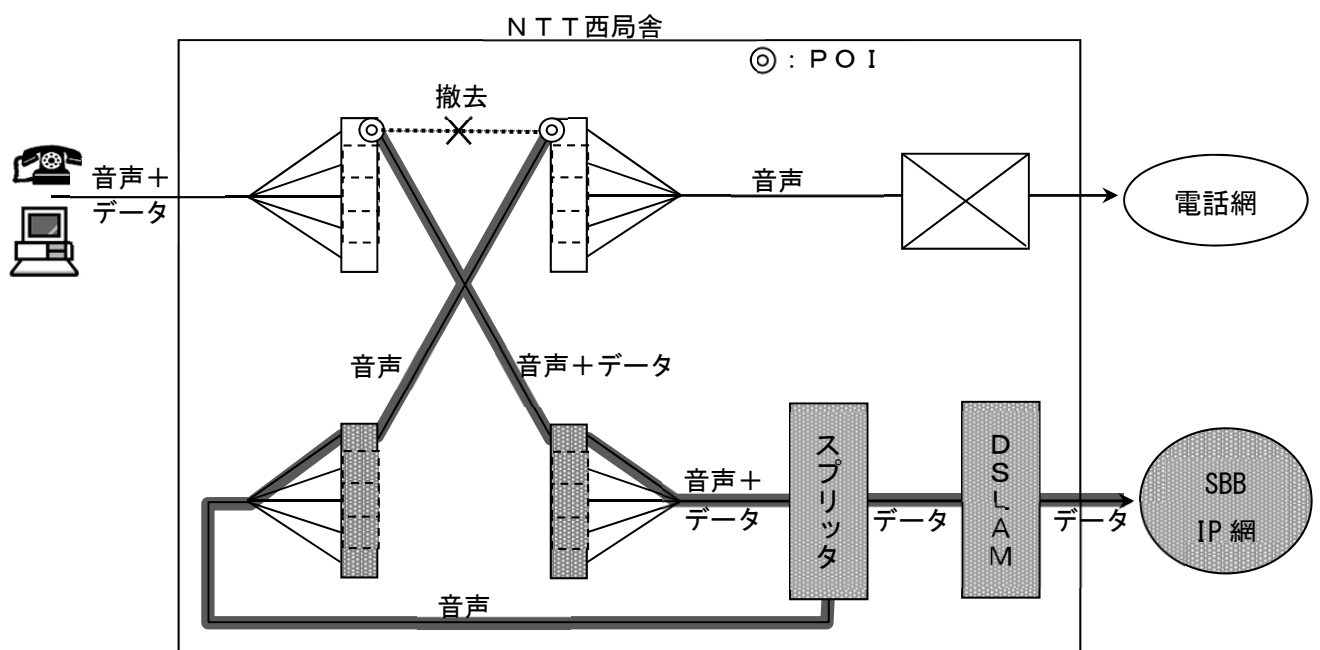 ＮＴＴ西局舎
◎：ＰＯＩ
撤去
音声＋
データ
音声
電話網
音声
音声＋データ
音声＋
データ
スプリッタ
データ
ＤＳＬＡＭ
データ
SBB
IP 網
音声